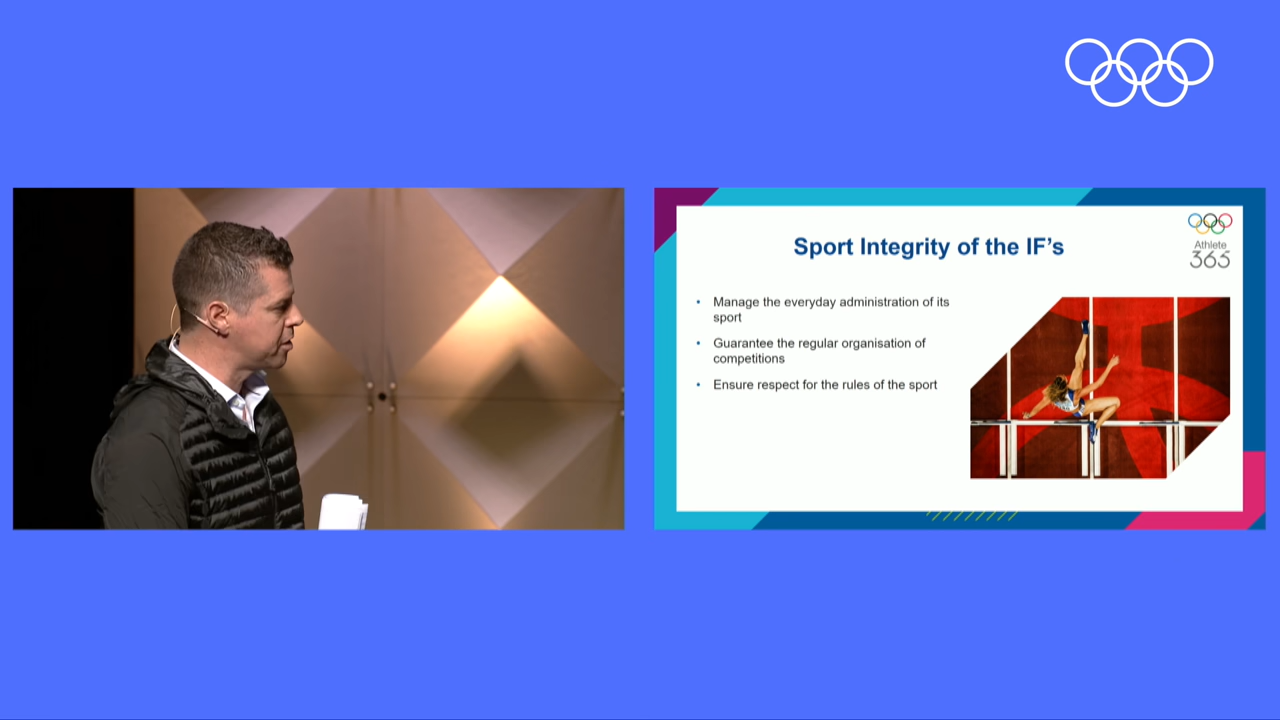 Sport Integrity of the IF’s
Athlete
365
• Manage the everyday administration of its
sport
• Guarantee the regular organisation of
competitions
• Ensure respect for the rules of the sport